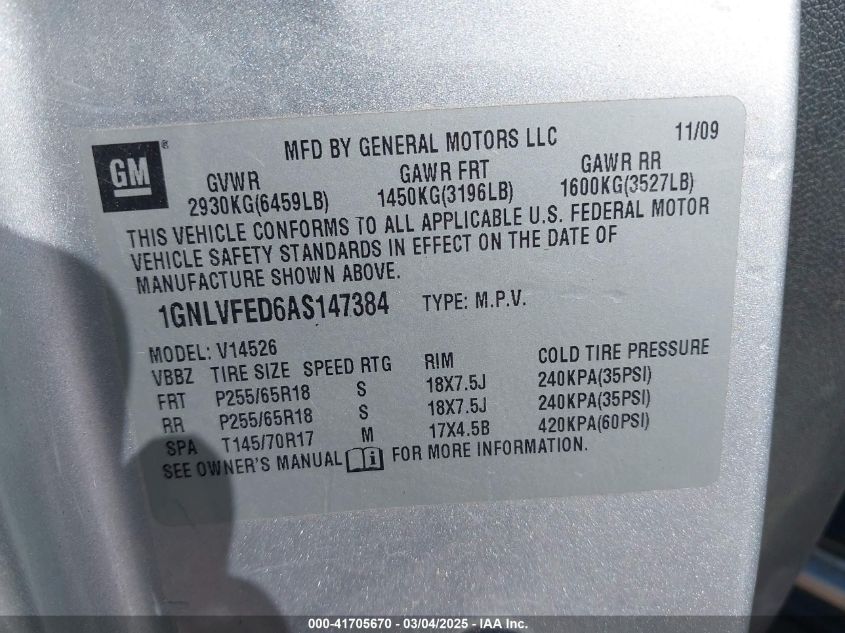 GM ®
MFD BY GENERAL MOTORS LLC 11/09
GVWR GAWR FRT GAWR RR
2930KG(6459LB) 1450KG(3196LB) 1600KG(3527LB)
THIS VEHICLE CONFORMS TO ALL APPLICABLE U.S. FEDERAL MOTOR
VEHICLE SAFETY STANDARDS IN EFFECT ON THE DATE OF
MANUFACTURE SHOWN ABOVE.
1GNLVFED6AS147384 TYPE: M.P.V.
MODEL: V14526
VBBZ TIRE SIZE SPEED RTG RIM COLD TIRE PRESSURE
FRT P255/65R18 S 18X7.5J 240KPA(35PSI)
RR P255/65R18 S 18X7.5J 240KPA(35PSI)
SPA T145/70R17 M 17X4.5B 420KPA(60PSI)
SEE OWNER'S MANUAL i FOR MORE INFORMATION.
000-41705670 - 03/04/2025 - IAA Inc.